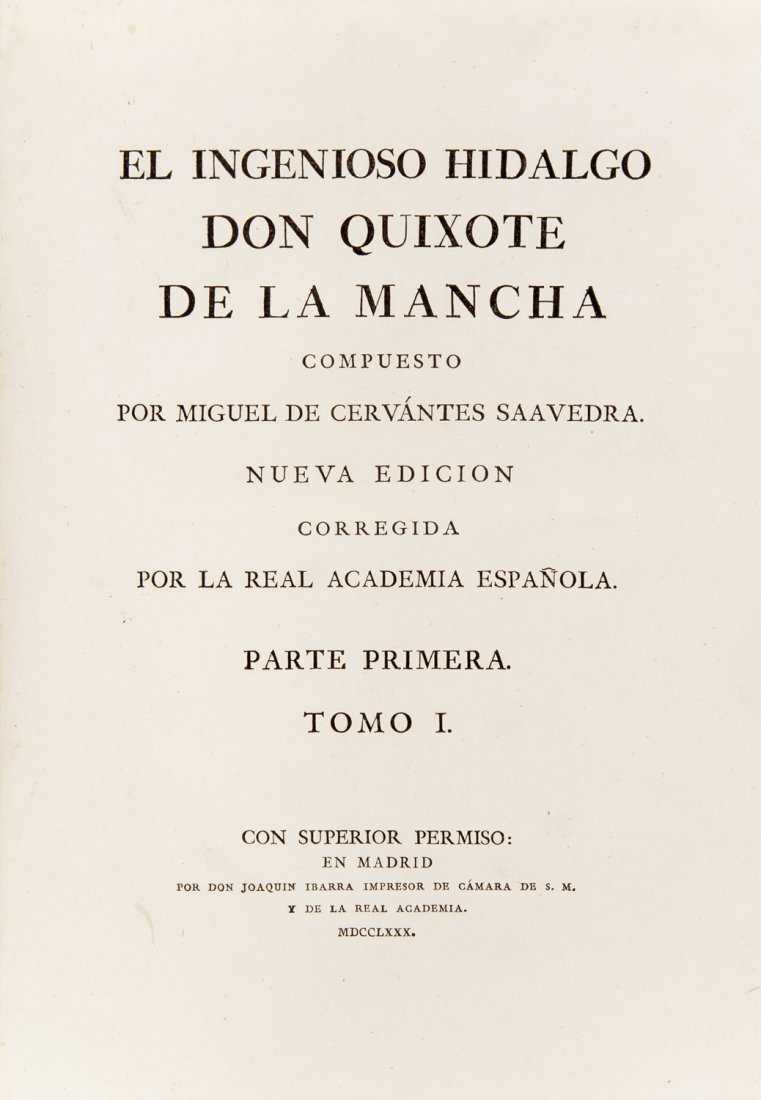 EL INGENIOSO HIDALGO
DON QUIXOTE
DE LA MANCHA
COMPUESTO
POR MIGUEL DE CERVÁNTES SAAVEDRA.
NUEVA EDICION
CORREGIDA
POR LA REAL ACADEMIA ESPAÑOLA.
PARTE PRIMERA.
TOMO I.
CON SUPERIOR PERMISO:
EN MADRID
POR DON JOAQUIN IBARRA IMPRESOR DE CÁMARA DE S. M.
Y DE LA REAL ACADEMIA.
MDCCLXXX.